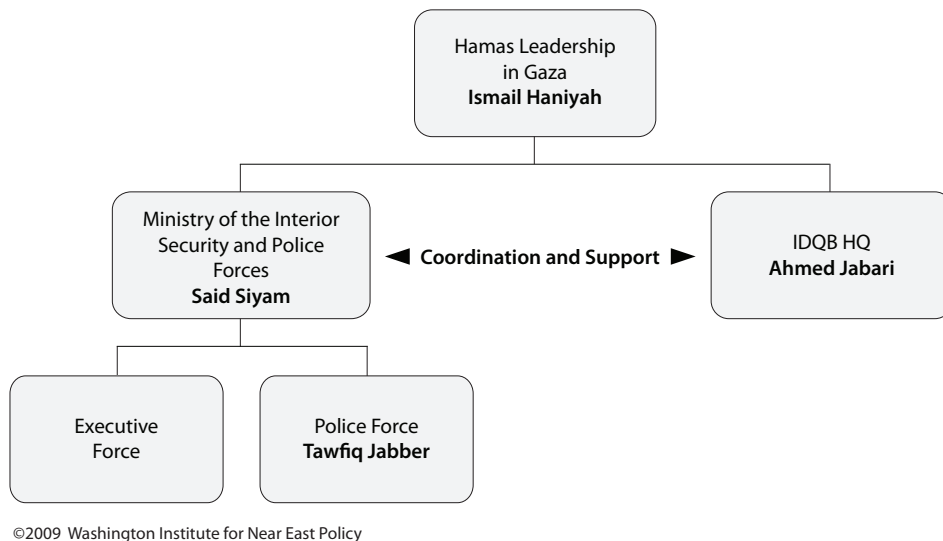 Hamas Leadership
in Gaza
Ismail Haniyah
Ministry of the Interior
Security and Police
Forces
Said Siyam
Coordination and Support
IDQB HQ
Ahmed Jabari
Executive
Force
Police Force
Tawfiq Jabber
©2009 Washington Institute for Near East Policy